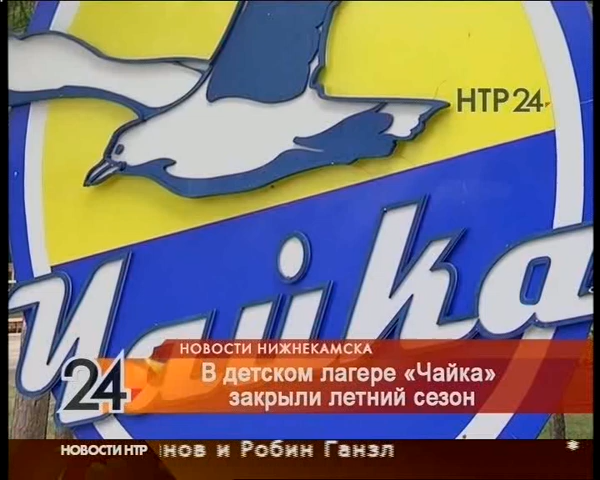 НТР 24
Чайка
НОВОСТИ НИЖНЕКАМСКА
24
В детском лагере «Чайка»
закрыли летний сезон
НОВОСТИ НТР
нов и Робин Ганзл